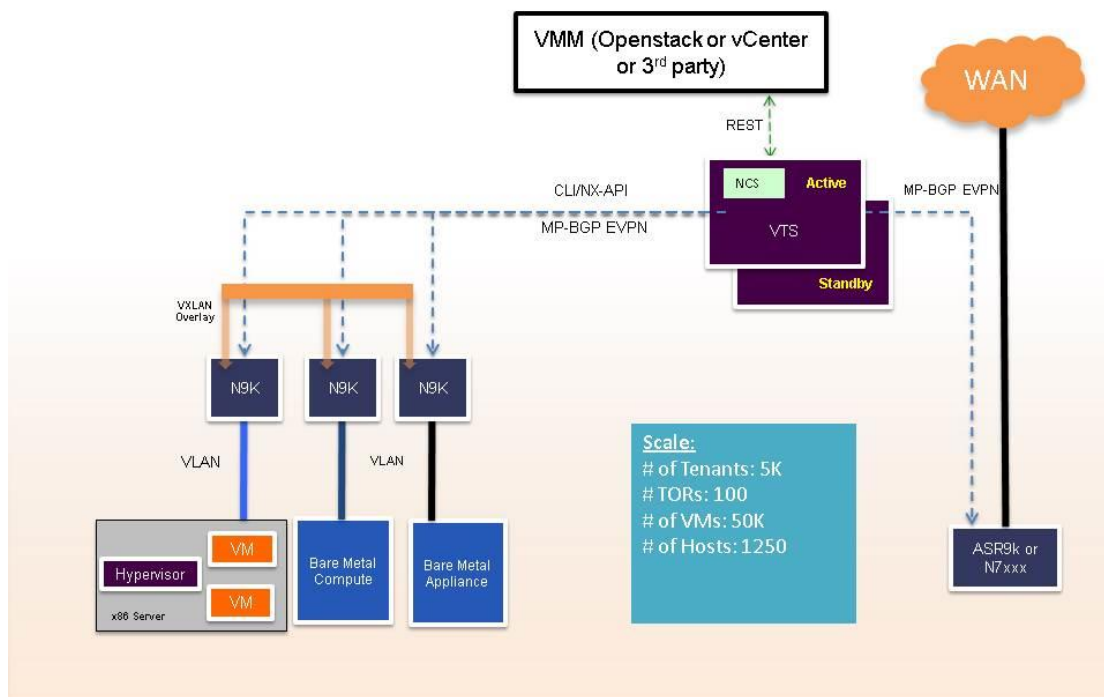 VMM (Openstack or vCenter
or 3rd party)
WAN
REST
NCS
Active
CLI/NX-API
MP-BGP EVPN
MP-BGP EVPN
VTS
Standby
VXLAN
Overlay
N9K
N9K
N9K
VLAN
VLAN
Scale:
# of Tenants: 5K
# TORs: 100
# of VMs: 50K
# of Hosts: 1250
VM
Hypervisor
VM
x86 Server
Bare Metal
Compute
Bare Metal
Appliance
ASR9k or
N7xxx